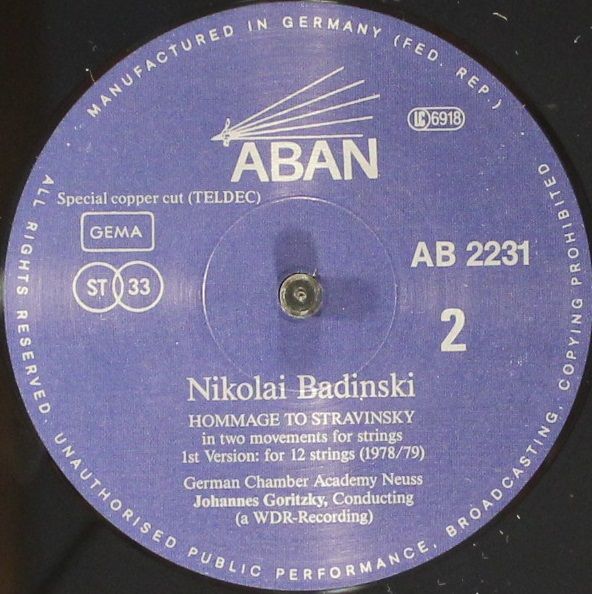 MANUFACTURED IN GERMANY (FED. REP.)
LC 6918
ABAN
Special copper cut (TELDEC)
GEMA
ST 33
AB 2231
2
Nikolai Badinski
HOMMAGE TO STRAVINSKY
in two movements for strings
1st Version: for 12 strings (1978/79)
German Chamber Academy Neuss
Johannes Goritzky, Conducting
(a WDR-Recording)
ALL RIGHTS RESERVED. UNAUTHORISED PUBLIC PERFORMANCE, BROADCASTING, COPYING PROHIBITED